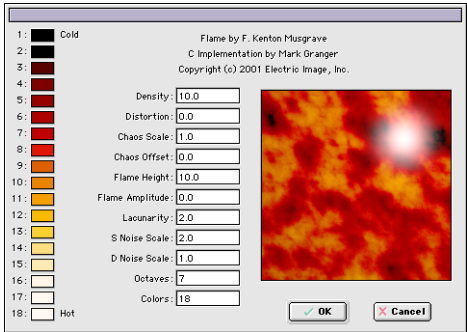 Flame by F. Kenton Musgrave
C Implementation by Mark Granger
Copyright (c) 2001 Electric Image, Inc.
1: Cold
2:
3:
4:
5:
6:
7:
8:
9:
10:
11:
12:
13:
14:
15:
16:
17:
18: Hot
Density: 10.0
Distortion: 0.0
Chaos Scale: 1.0
Chaos Offset: 0.0
Flame Height: 10.0
Flame Amplitude: 0.0
Lacunarity: 2.0
S Noise Scale: 2.0
D Noise Scale: 1.0
Octaves: 7
Colors: 18
OK
Cancel